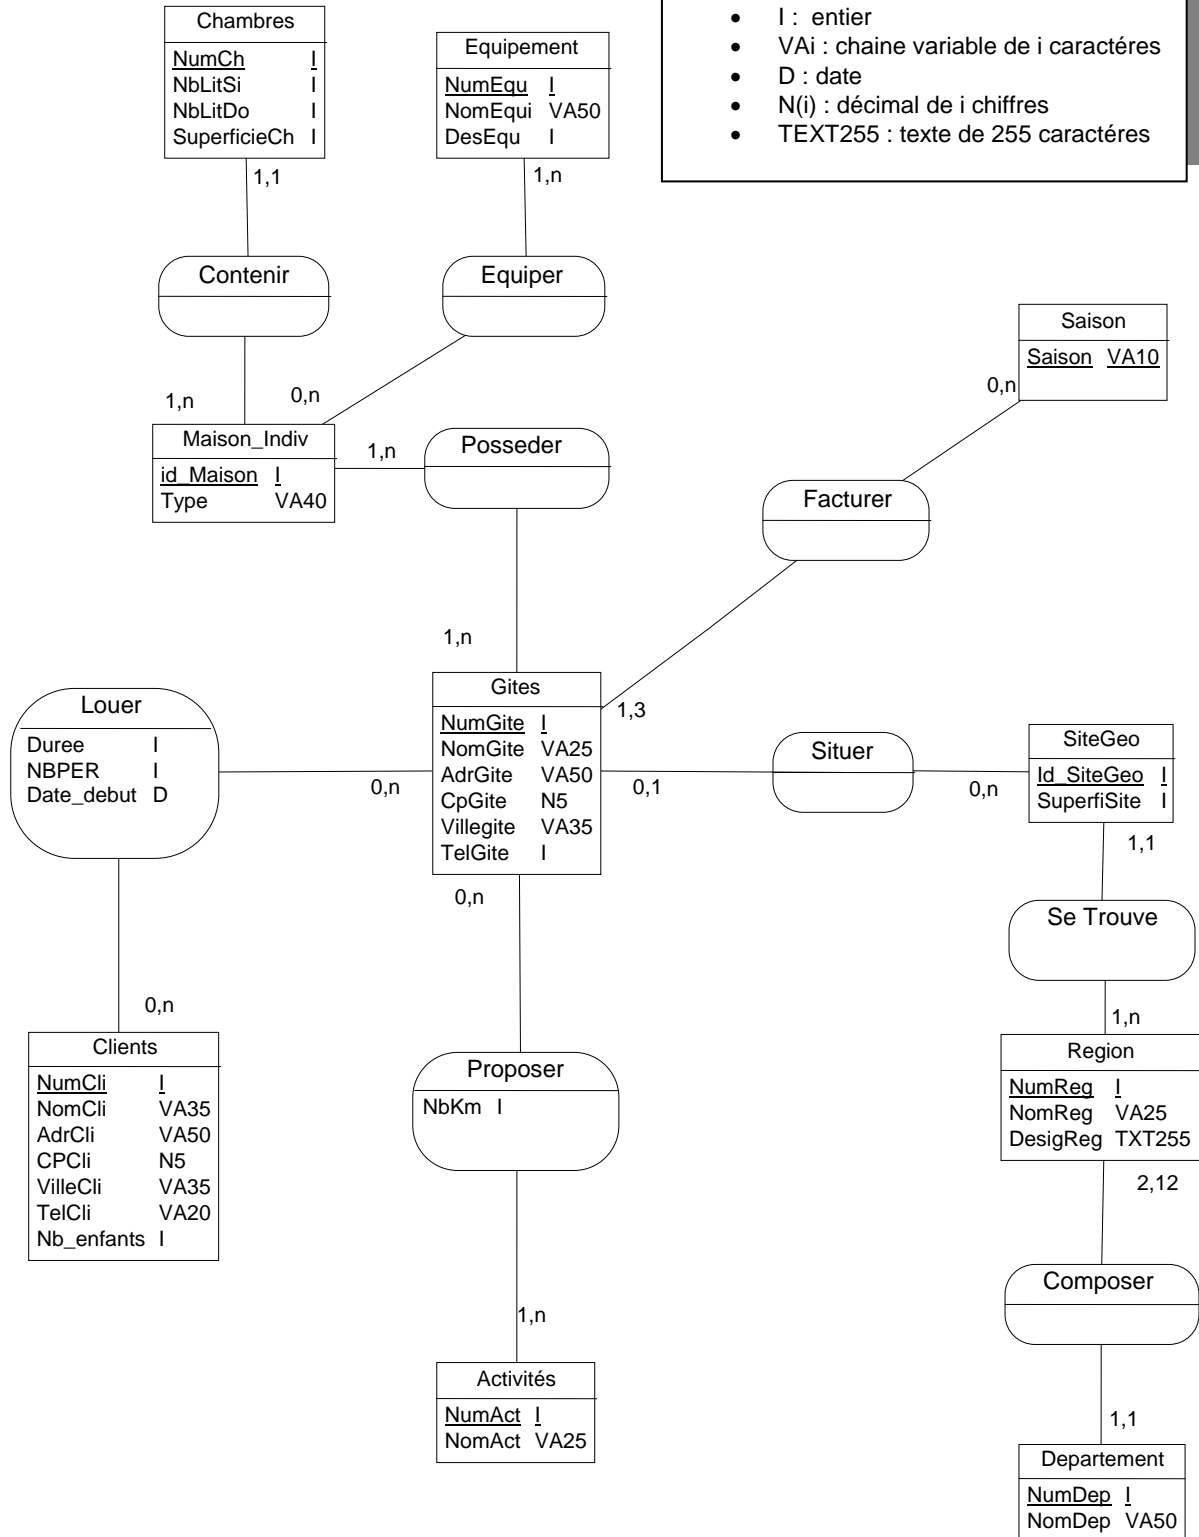 Chambres
NumCh I
NbLitSi I
NbLitDo I
SuperficieCh I
Equipement
NumEqu I
NomEqui VA50
DesEqu I
• I : entier
• VAi : chaine variable de i caractéres
• D : date
• N(i) : décimal de i chiffres
• TEXT255 : texte de 255 caractéres
1,1
1,n
Contenir
Equiper
Saison
Saison VA10
1,n
0,n
0,n
Maison_Indiv
id_Maison I
Type VA40
1,n
Posseder
Facturer
1,n
Louer
Duree I
NBPER I
Date_debut D
Gites
NumGite I
NomGite VA25
AdrGite VA50
CpGite N5
Villegite VA35
TelGite I
1,3
0,n
0,1
Situer
0,n
SiteGeo
Id_SiteGeo I
SuperfiSite I
1,1
0,n
Se Trouve
0,n
1,n
Clients
NumCli I
NomCli VA35
AdrCli VA50
CPCli N5
VilleCli VA35
TelCli VA20
Nb_enfants I
Proposer
NbKm I
Region
NumReg I
NomReg VA25
DesigReg TXT255
2,12
Composer
1,n
Activités
NumAct I
NomAct VA25
1,1
Departement
NumDep I
NomDep VA50